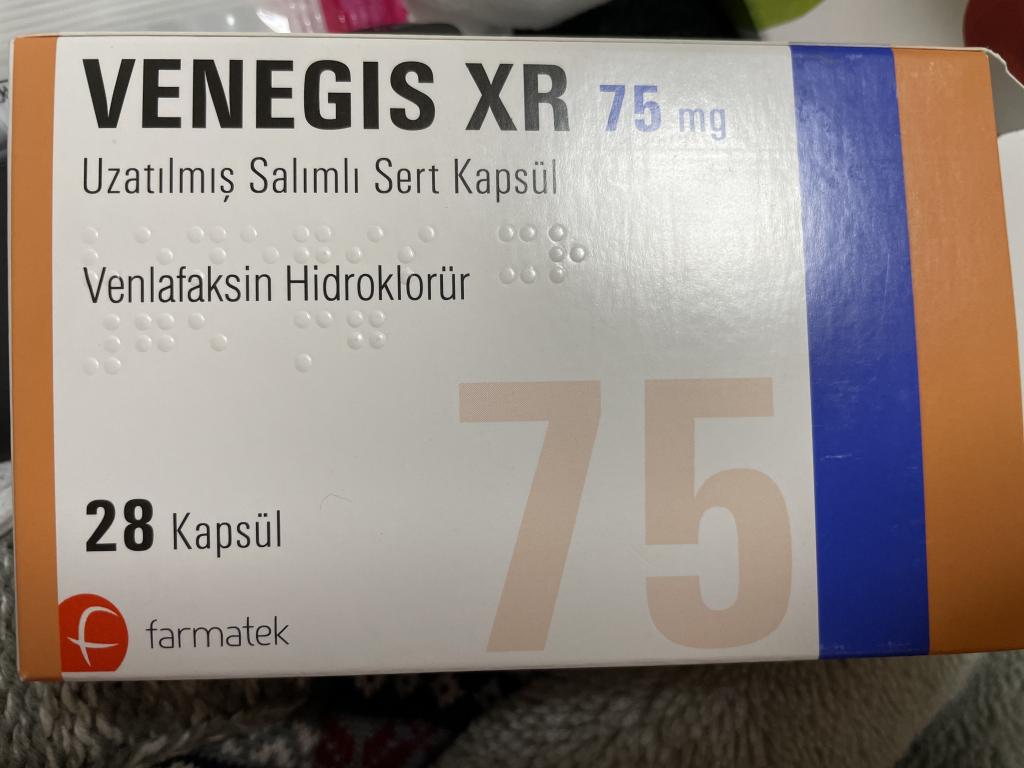 VENEGIS XR 75 mg
Uzatılmış Salımlı Sert Kapsül
Venlafaksin Hidroklorür
75
28 Kapsül
farmatek